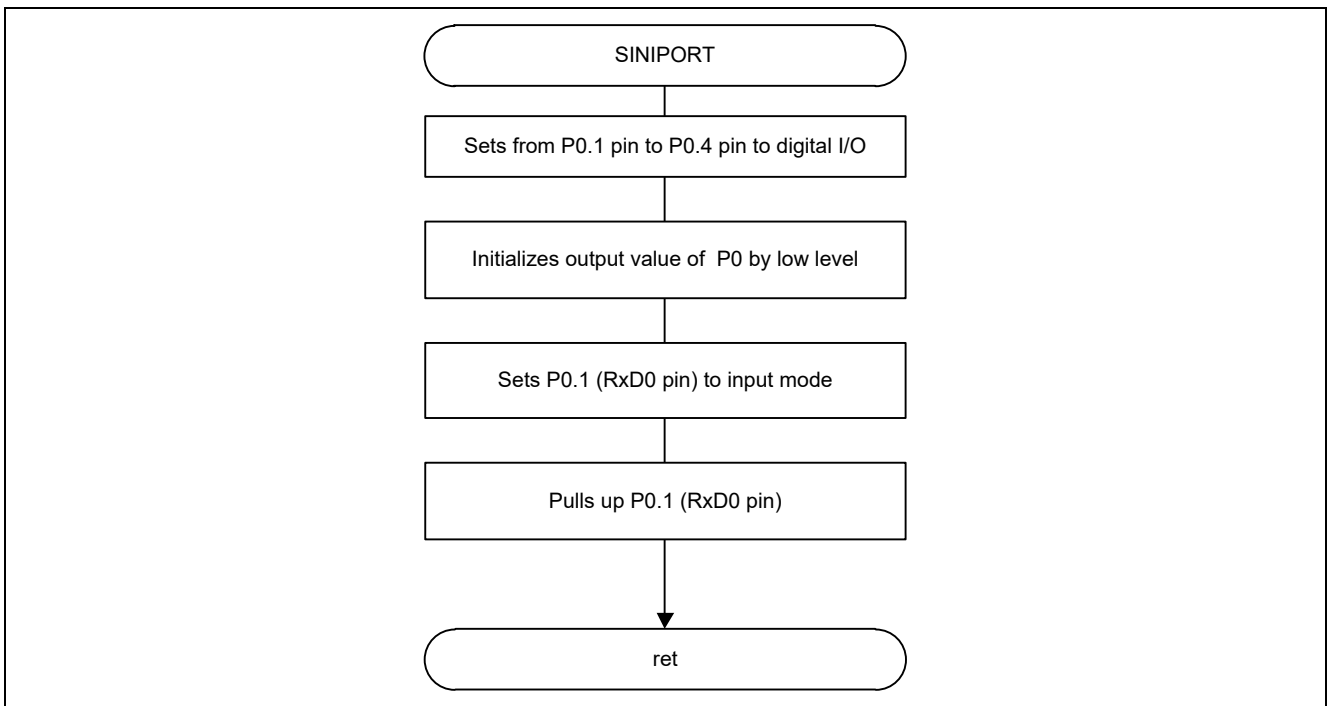 SINIPORT
Sets from P0.1 pin to P0.4 pin to digital I/O
Initializes output value of  P0 by low level
Sets P0.1 (RxD0 pin) to input mode
Pulls up P0.1 (RxD0 pin)
ret